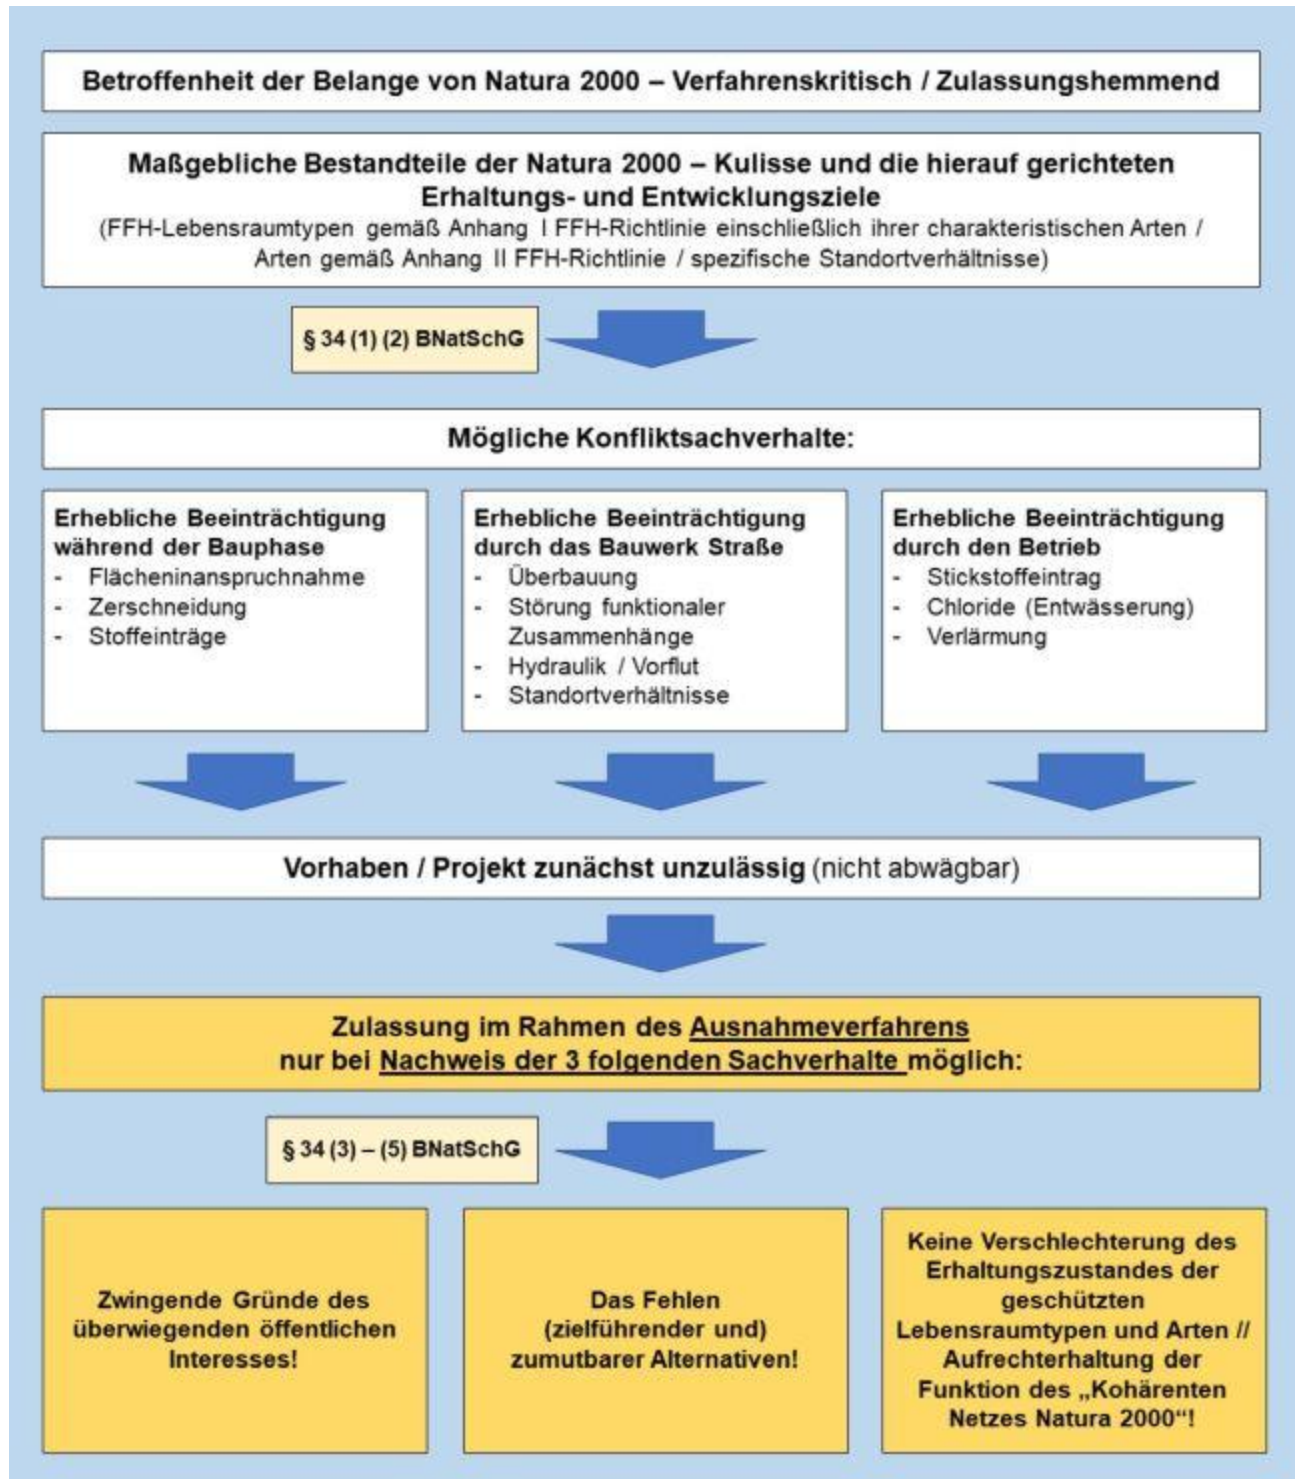 Betroffenheit der Belange von Natura 2000 – Verfahrenskritisch / Zulassungshemmend
Maßgebliche Bestandteile der Natura 2000 – Kulisse und die hierauf gerichteten
Erhaltungs- und Entwicklungsziele
(FFH-Lebensraumtypen gemäß Anhang I FFH-Richtlinie einschließlich ihrer charakteristischen Arten /
Arten gemäß Anhang II FFH-Richtlinie / spezifische Standortverhältnisse)
§ 34 (1) (2) BNatSchG
Mögliche Konfliktsachverhalte:
Erhebliche Beeinträchtigung
während der Bauphase
- Flächeninanspruchnahme
- Zerschneidung
- Stoffeinträge
Erhebliche Beeinträchtigung
durch das Bauwerk Straße
- Überbauung
- Störung funktionaler
Zusammenhänge
- Hydraulik / Vorflut
- Standortverhältnisse
Erhebliche Beeinträchtigung
durch den Betrieb
- Stickstoffeintrag
- Chloride (Entwässerung)
- Verlärmung
Vorhaben / Projekt zunächst unzulässig (nicht abwägbar)
Zulassung im Rahmen des Ausnahmeverfahrens
nur bei Nachweis der 3 folgenden Sachverhalte möglich:
§ 34 (3) – (5) BNatSchG
Zwingende Gründe des
überwiegenden öffentlichen
Interesses!
Das Fehlen
(zielführender und)
zumutbarer Alternativen!
Keine Verschlechterung des
Erhaltungszustandes der
geschützten
Lebensraumtypen und Arten //
Aufrechterhaltung der
Funktion des „Kohärenten
Netzes Natura 2000“!